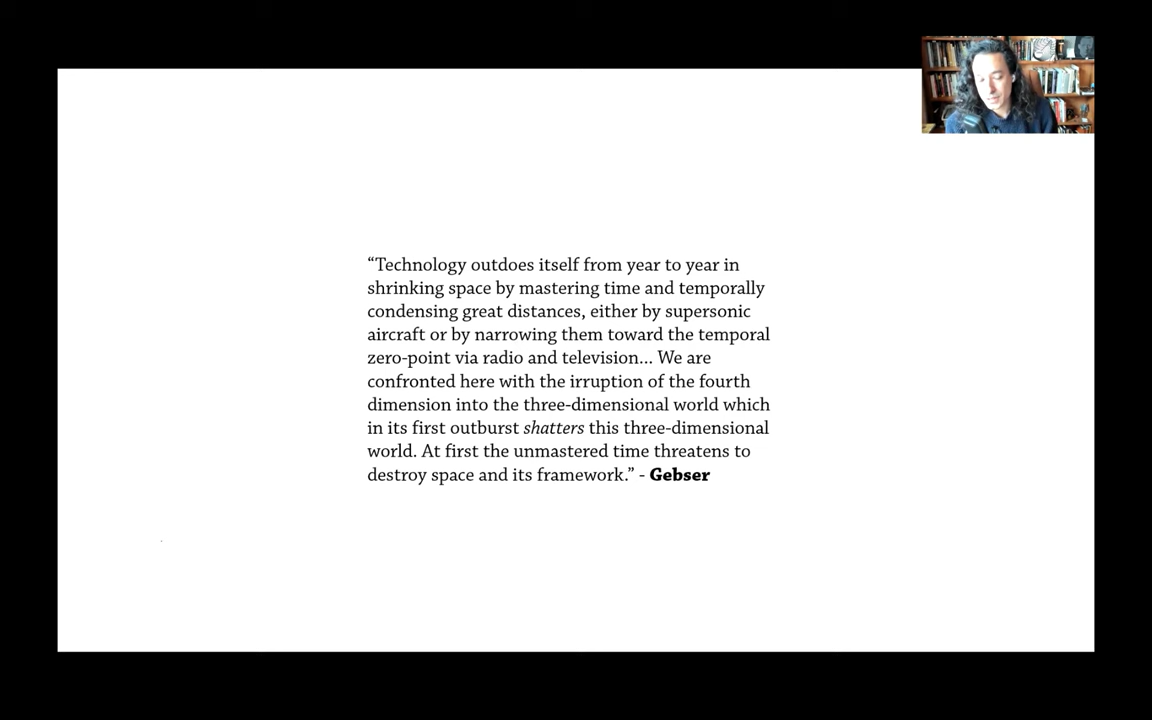 “Technology outdoes itself from year to year in
shrinking space by mastering time and temporally
condensing great distances, either by supersonic
aircraft or by narrowing them toward the temporal
zero-point via radio and television... We are
confronted here with the irruption of the fourth
dimension into the three-dimensional world which
in its first outburst shatters this three-dimensional
world. At first the unmastered time threatens to
destroy space and its framework.” - Gebser